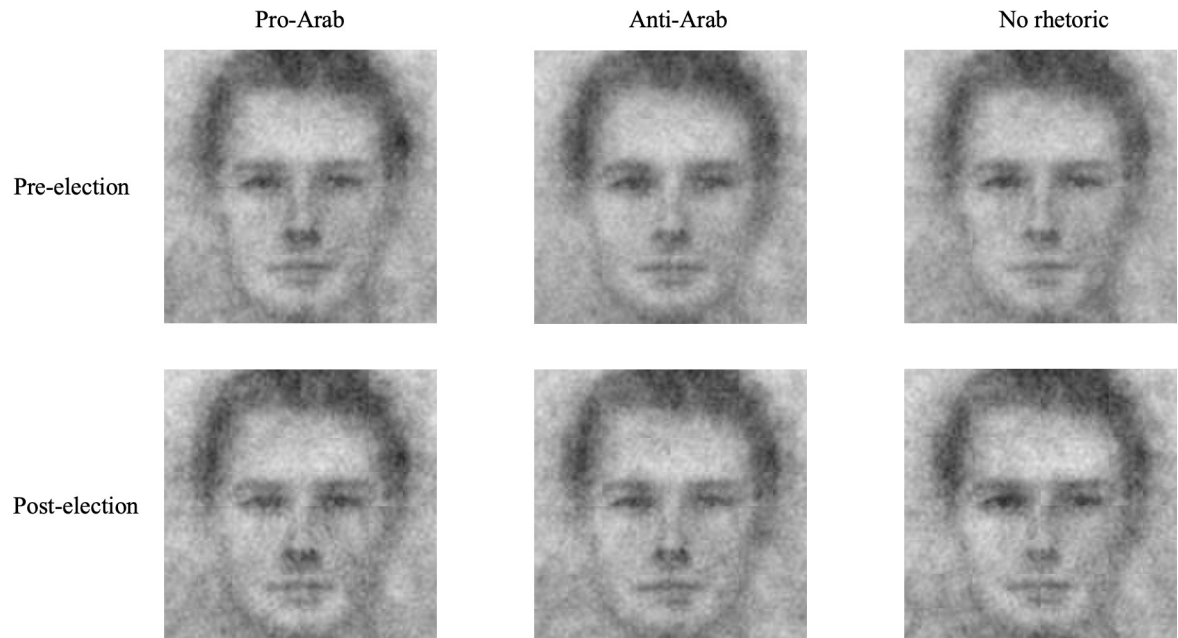 Pro-Arab
Anti-Arab
No rhetoric
Pre-election
Post-election